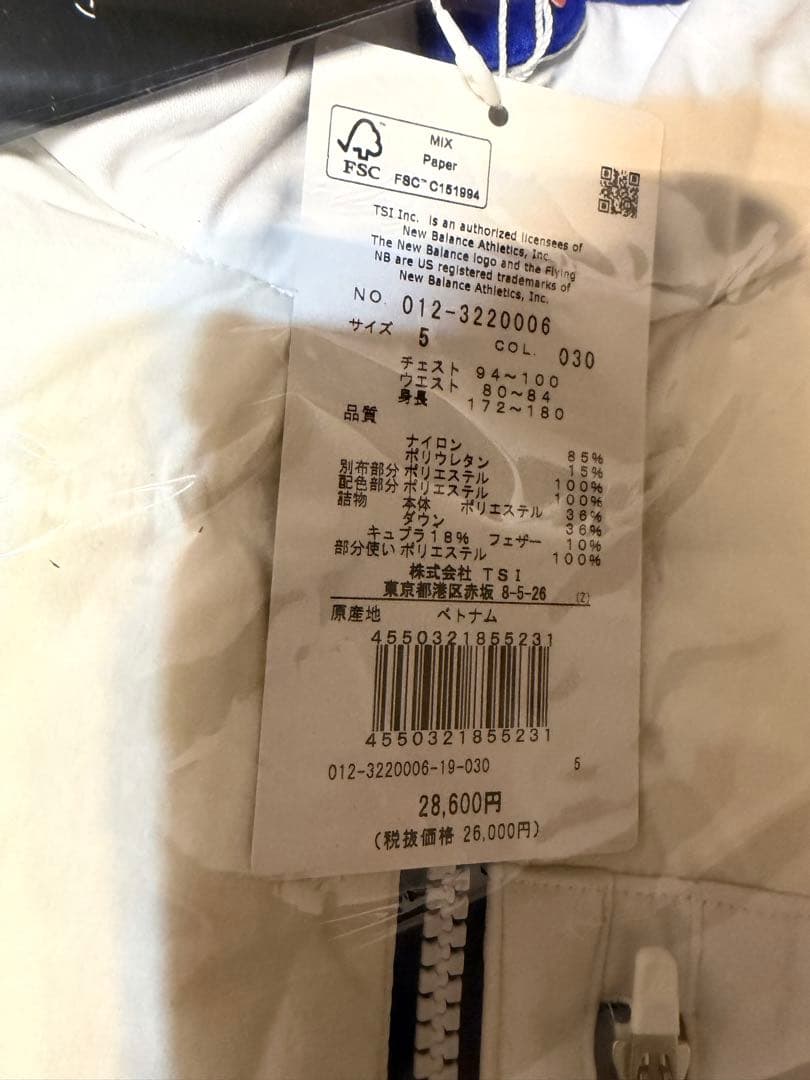 MIX
Paper
FSC™ C151994
FSC
TSI Inc. is an authorized licensees of
New Balance Athletics, Inc.
The New Balance logo and the Flying
NB are US registered trademarks of
New Balance Athletics, Inc.
NO. 012-3220006
サイズ 5 COL. 030
チェスト 94〜100
ウエスト 80〜84
身長 172〜180
品質
ナイロン 85%
ポリウレタン 15%
別布部分 ポリエステル 100%
配色部分 ポリエステル 100%
詰物 本体 ポリエステル 36%
ダウン 36%
キュプラ18% フェザー 10%
部分使い ポリエステル 100%
株式会社 TSI
東京都港区赤坂 8-5-26 (2)
原産地 ベトナム
4550321855231
4550321855231
012-3220006-19-030 5
28,600円
(税抜価格 26,000円)